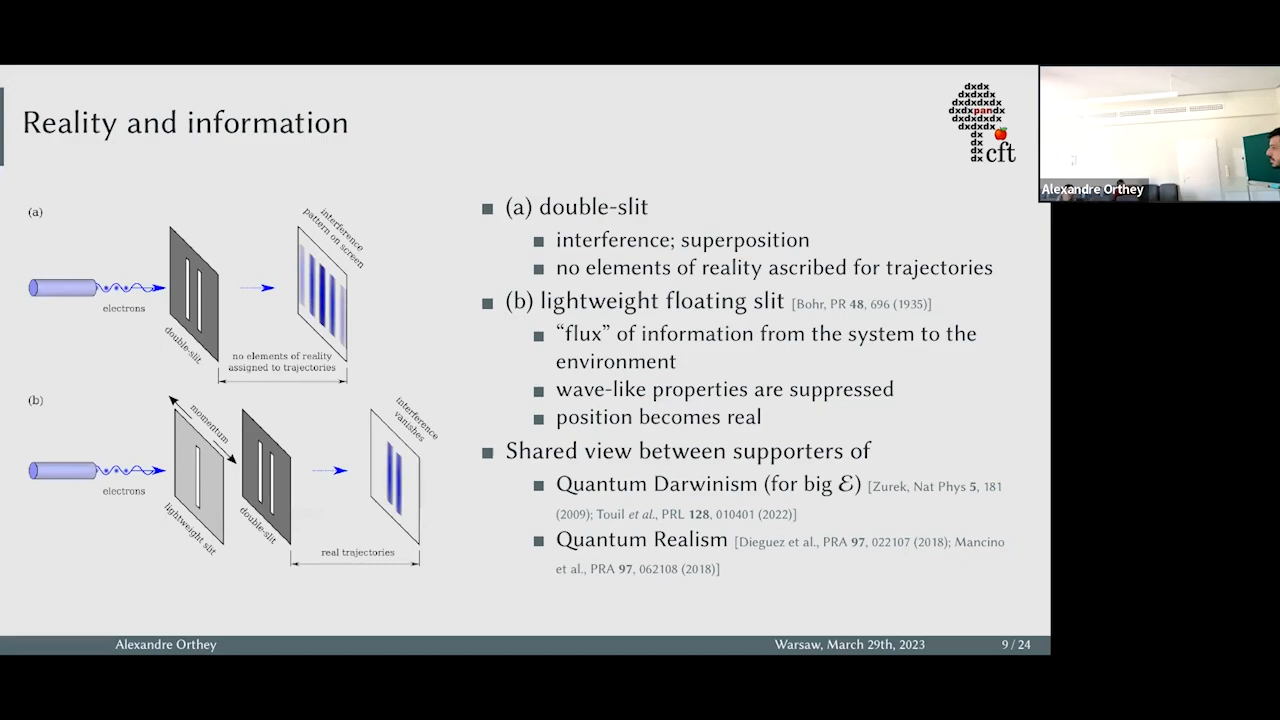 Reality and information
dxdx
dxdxdx
dxdxdxdx
dxdxpandx
dxdxdxdx
dxdxdx
dx
dx
dx
dx
cft
Alexandre Orthey
(a)
interference
pattern on screen
electrons
double-slit
no elements of reality
assigned to trajectories
(b)
momentum
interference
vanishes
electrons
lightweight slit
double-slit
real trajectories
(a) double-slit
interference; superposition
no elements of reality ascribed for trajectories
(b) lightweight floating slit [Bohr, PR 48, 696 (1935)]
“flux” of information from the system to the
environment
wave-like properties are suppressed
position becomes real
Shared view between supporters of
Quantum Darwinism (for big ℰ) [Zurek, Nat Phys 5, 181
(2009); Touil et al., PRL 128, 010401 (2022)]
Quantum Realism [Dieguez et al., PRA 97, 022107 (2018); Mancino
et al., PRA 97, 062108 (2018)]
Alexandre Orthey
Warsaw, March 29th, 2023
9 / 24